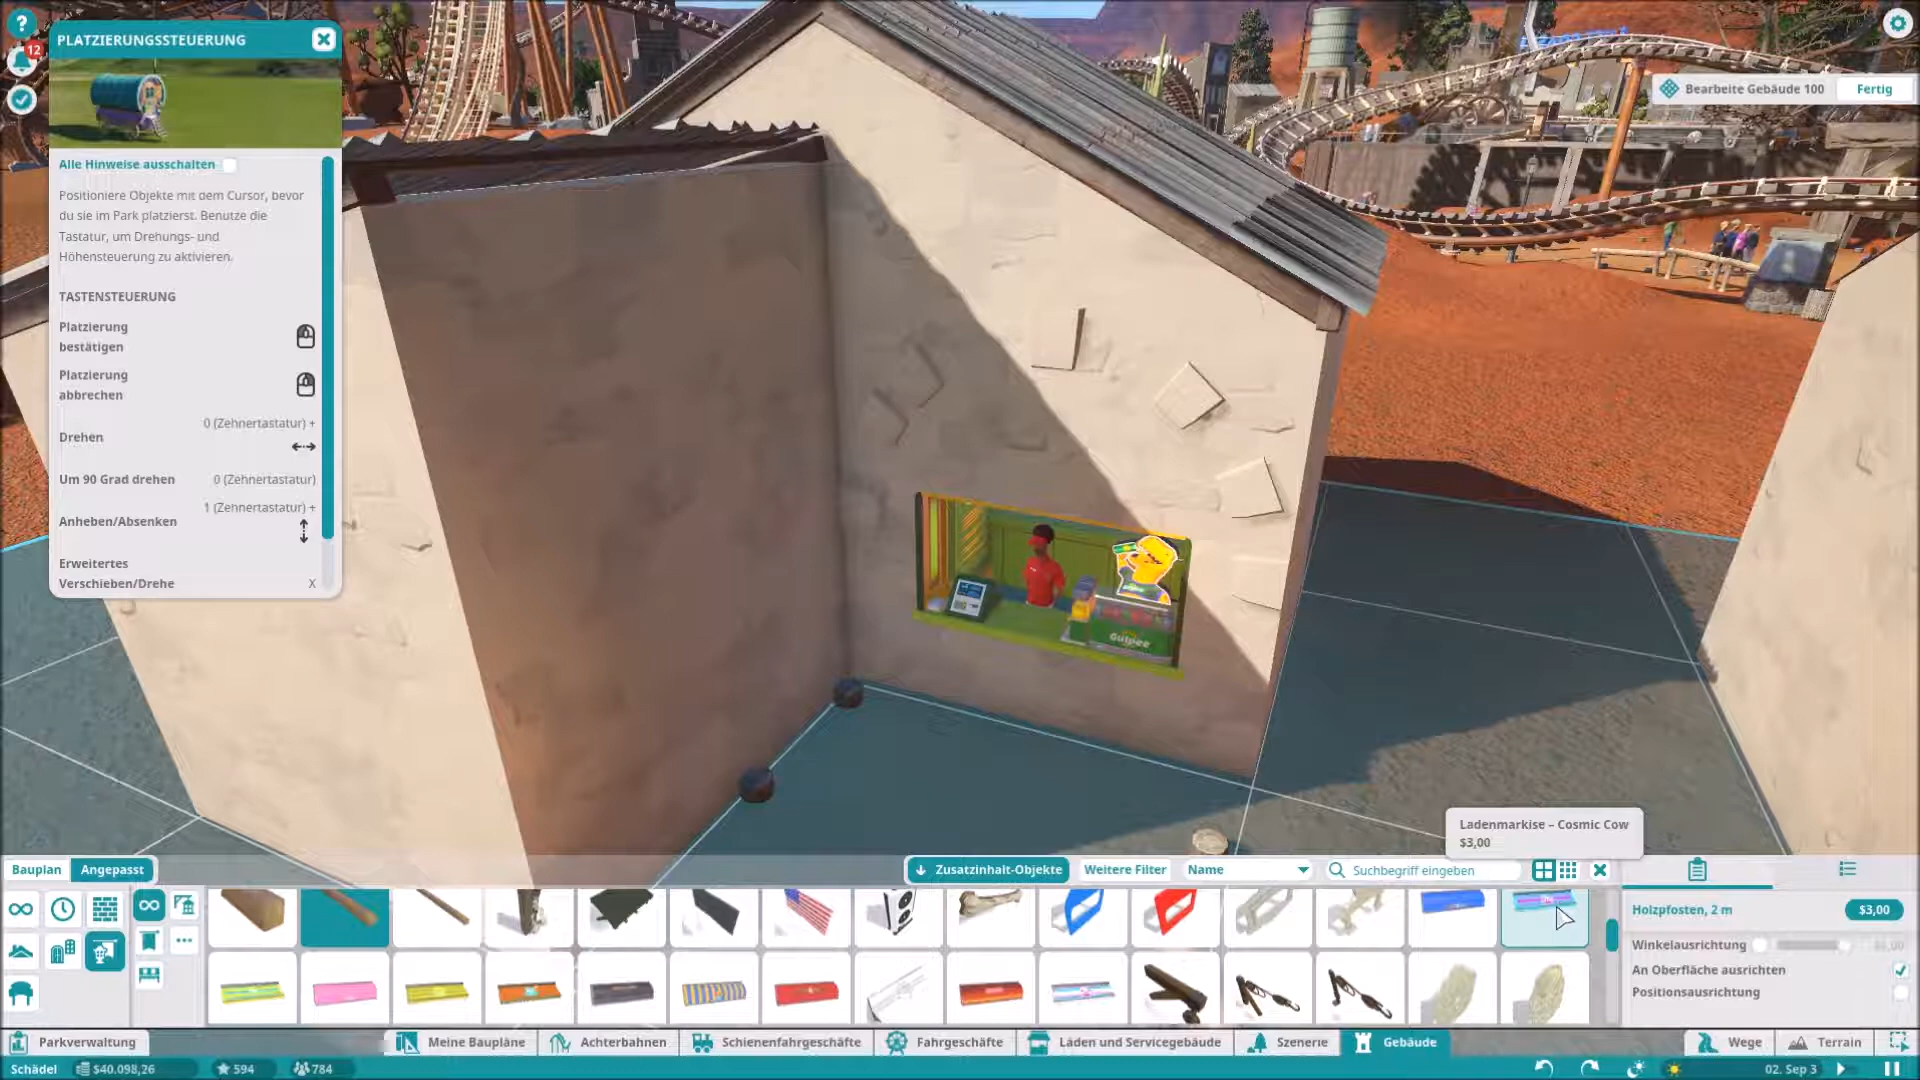 ?
12
PLATZIERUNGSSTEUERUNG
Alle Hinweise ausschalten
Positioniere Objekte mit dem Cursor, bevor
du sie im Park platzierst. Benutze die
Tastatur, um Drehungs- und
Höhensteuerung zu aktivieren.
TASTENSTEUERUNG
Platzierung
bestätigen
Platzierung
abbrechen
Drehen
0 (Zehnertastatur) +
Um 90 Grad drehen
0 (Zehnertastatur)
Anheben/Absenken
1 (Zehnertastatur) +
Erweitertes
Verschieben/Drehe
X
Bearbeite Gebäude 100
Fertig
Gulpee
Ladenmarkise – Cosmic Cow
$3,00
Bauplan
Angepasst
Zusatzinhalt-Objekte
Weitere Filter
Name
Suchbegriff eingeben
Holzpfosten, 2 m
$3,00
Winkelausrichtung
An Oberfläche ausrichten
Positionsausrichtung
Parkverwaltung
Meine Baupläne
Achterbahnen
Schienenfahrgeschäfte
Fahrgeschäfte
Läden und Servicegebäude
Szenerie
Gebäude
Wege
Terrain
Schädel
$40.098,26
594
784
02. Sep 3